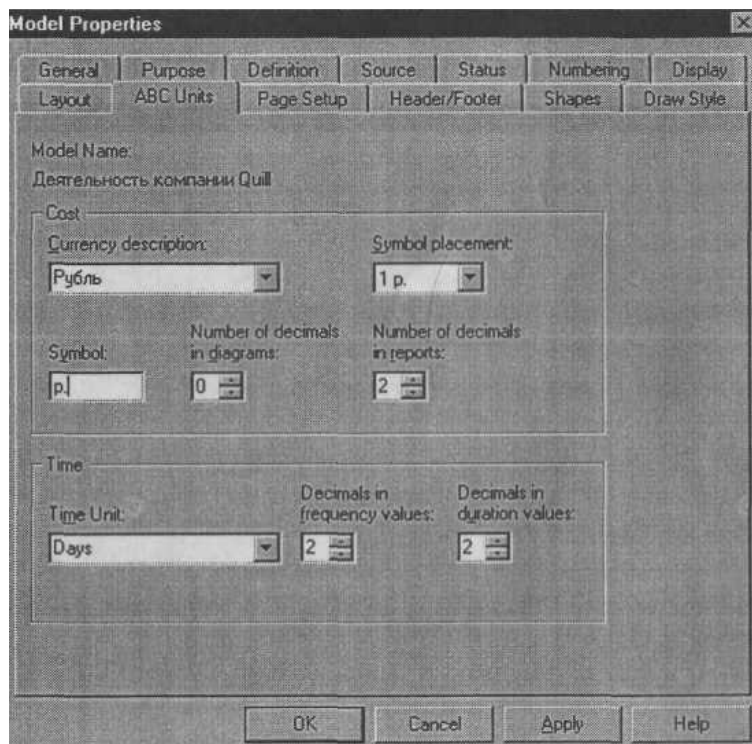 Model Properties
General Purpose Definition Source Status Numbering Display
Layout ABC Units Page Setup Header/Footer Shapes Draw Style
Model Name:
Деятельность компании Quill
Cost
Currency description: Symbol placement:
Рубль 1 р.
Symbol: Number of decimals in diagrams: Number of decimals in reports:
р. 0 2
Time
Time Unit: Decimals in frequency values: Decimals in duration values:
Days 2 2
OK Cancel Apply Help